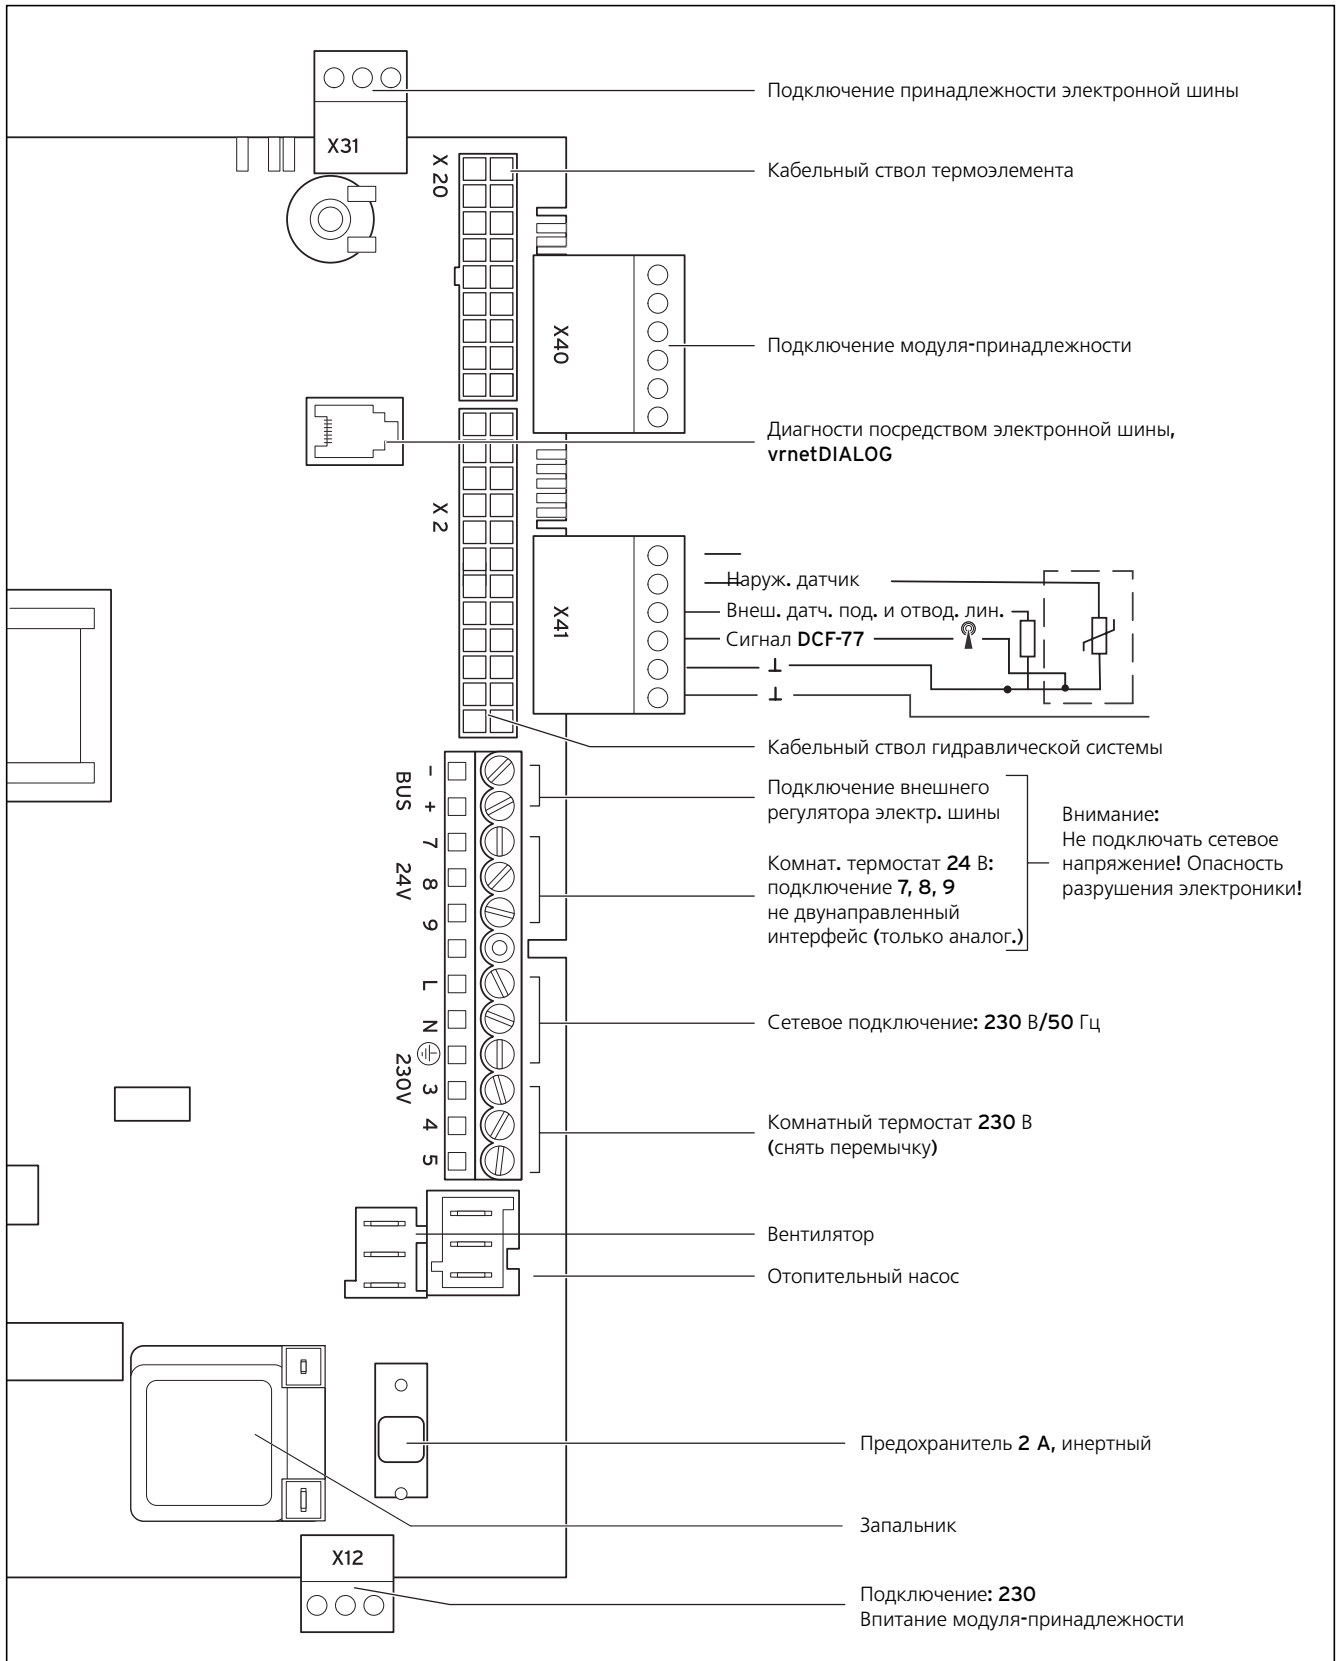 Подключение принадлежности электронной шины
X31
X 20
Кабельный ствол термоэлемента
X40
Подключение модуля-принадлежности
Диагности посредством электронной шины,
vrnetDIALOG
X 2
X41
Наруж. датчик
Внеш. датч. под. и отвод. лин.
Сигнал DCF-77
Кабельный ствол гидравлической системы
BUS
-
+
Подключение внешнего
регулятора электр. шины
Внимание:
Не подключать сетевое
напряжение! Опасность
разрушения электроники!
24V
7
8
9
Комнат. термостат 24 В:
подключение 7, 8, 9
не двунаправленный
интерфейс (только аналог.)
L
N
Сетевое подключение: 230 В/50 Гц
230V
3
4
5
Комнатный термостат 230 В
(снять перемычку)
Вентилятор
Отопительный насос
Предохранитель 2 А, инертный
Запальник
X12
Подключение: 230
Впитание модуля-принадлежности